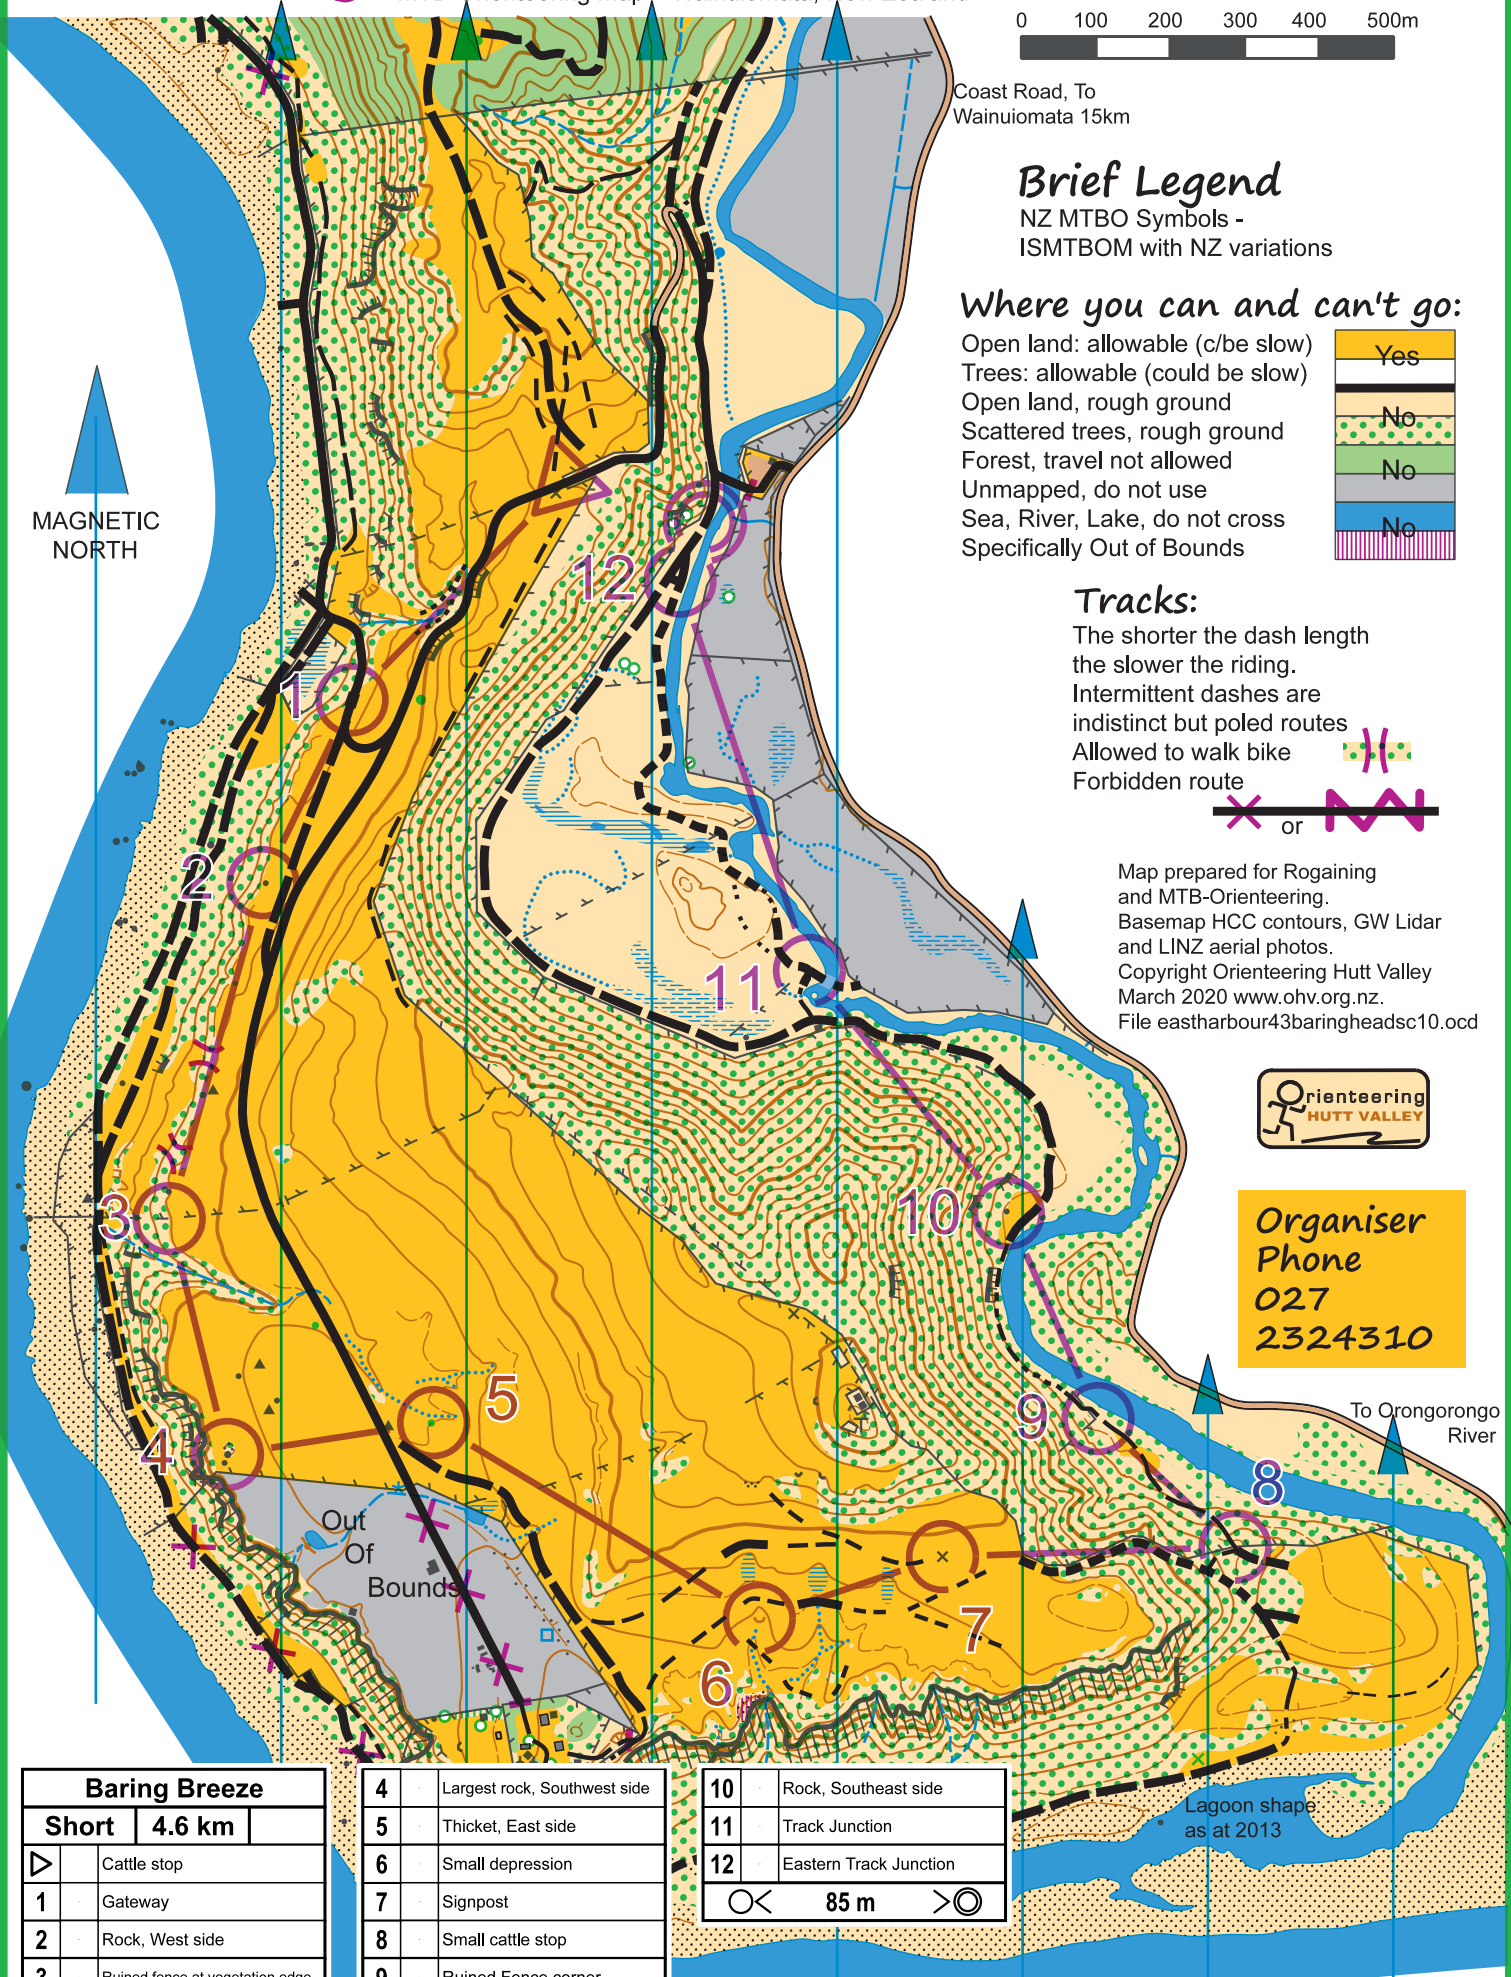 0 100 200 300 400 500m
Coast Road, To
Wainuiomata 15km
Brief Legend
NZ MTBO Symbols -
ISMTBOM with NZ variations
Where you can and can't go:
Open land: allowable (c/be slow)
Trees: allowable (could be slow)
Open land, rough ground
Scattered trees, rough ground
Forest, travel not allowed
Unmapped, do not use
Sea, River, Lake, do not cross
Specifically Out of Bounds
Yes
No
No
No
MAGNETIC
NORTH
Tracks:
The shorter the dash length
the slower the riding.
Intermittent dashes are
indistinct but poled routes
Allowed to walk bike
Forbidden route
or
Map prepared for Rogaining
and MTB-Orienteering.
Basemap HCC contours, GW Lidar
and LINZ aerial photos.
Copyright Orienteering Hutt Valley
March 2020 www.ohv.org.nz.
File eastharbour43baringheadsc10.ocd
Orienteering
HUTT VALLEY
Organiser
Phone
027
2324310
To Orongorongo
River
12
1
2
11
3
10
5
4
9
8
7
6
Out
Of
Bounds
Lagoon shape
as at 2013
Baring Breeze
Short 4.6 km
Cattle stop
1 Gateway
2 Rock, West side
3 Ruined fence at vegetation edge
4 Largest rock, Southwest side
5 Thicket, East side
6 Small depression
7 Signpost
8 Small cattle stop
9 Ruined Fence corner
10 Rock, Southeast side
11 Track Junction
12 Eastern Track Junction
85 m